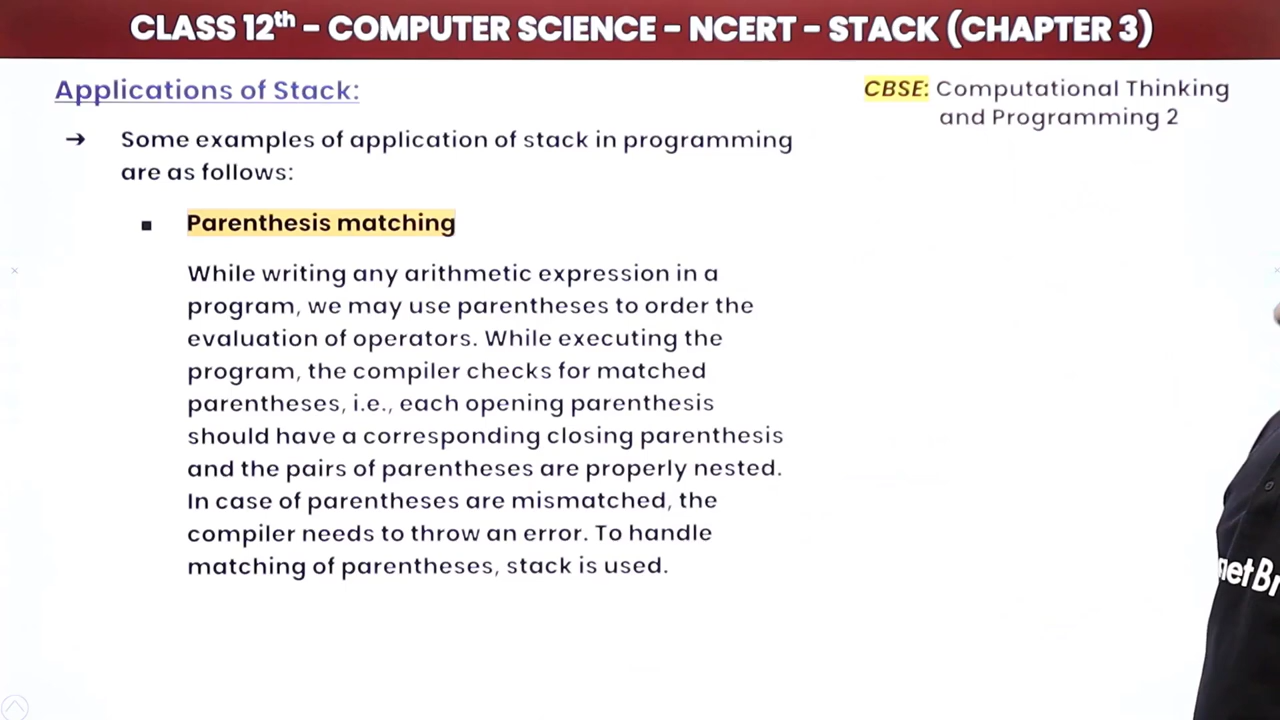 CLASS 12th – COMPUTER SCIENCE – NCERT – STACK (CHAPTER 3)
Applications of Stack:
CBSE: Computational Thinking
and Programming 2
→ Some examples of application of stack in programming
are as follows:
▪ Parenthesis matching
While writing any arithmetic expression in a
program, we may use parentheses to order the
evaluation of operators. While executing the
program, the compiler checks for matched
parentheses, i.e., each opening parenthesis
should have a corresponding closing parenthesis
and the pairs of parentheses are properly nested.
In case of parentheses are mismatched, the
compiler needs to throw an error. To handle
matching of parentheses, stack is used.